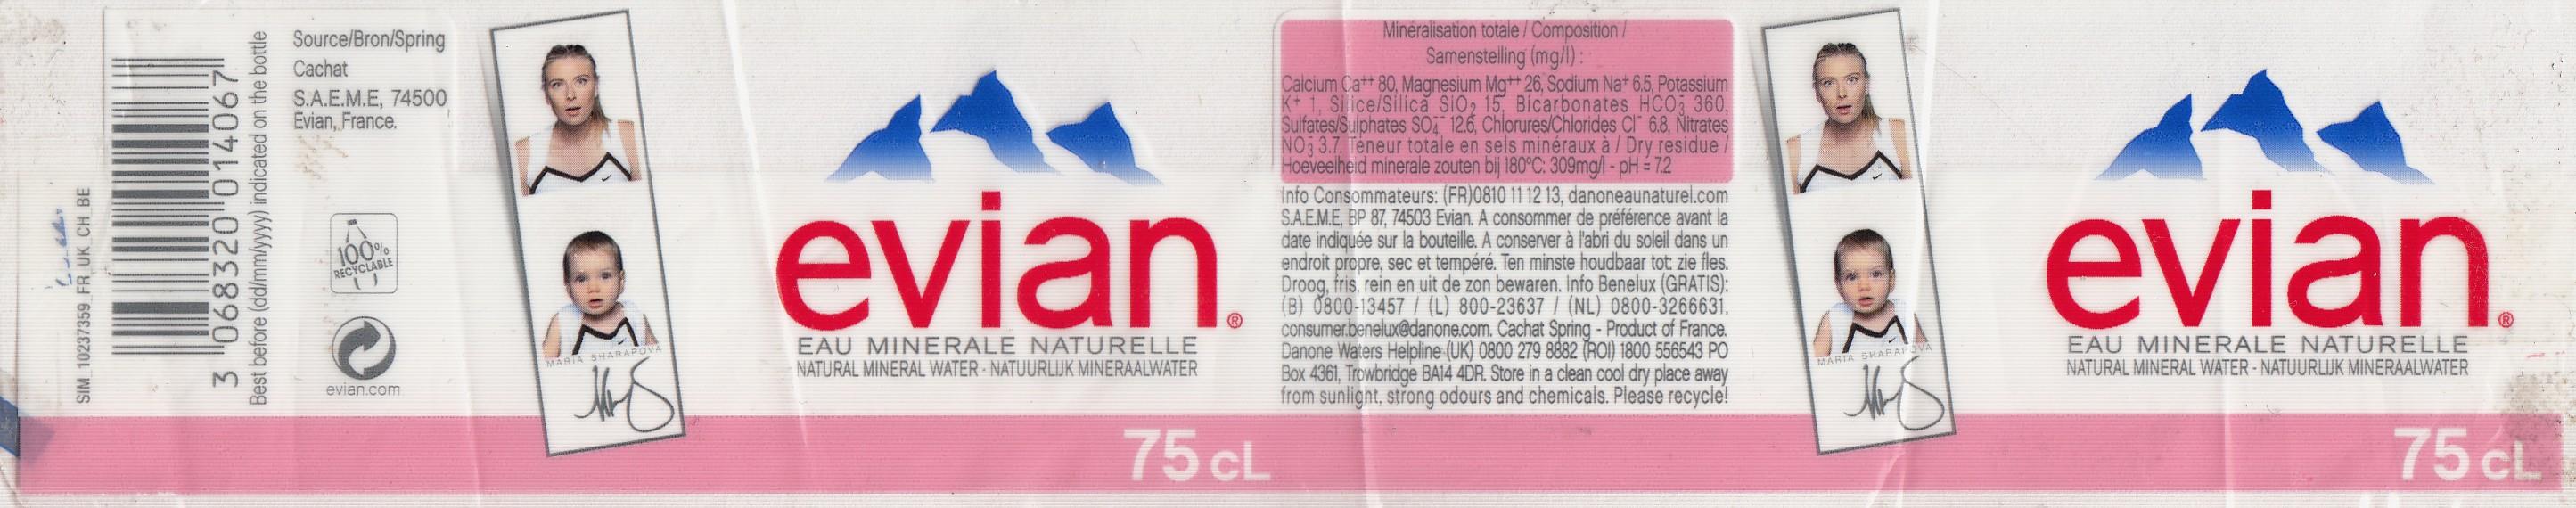 SIM_10237359_FR_UK_CH_BE
3 068320 014067
Best before (dd/mm/yyyy) indicated on the bottle
Source/Bron/Spring
Cachat
S.A.E.M.E, 74500
Evian, France.
100%
RECYCLABLE
evian.com
MARIA SHARAPOVA
evian®
EAU MINERALE NATURELLE
NATURAL MINERAL WATER - NATUURLIJK MINERAALWATER
75 cL
Minéralisation totale / Composition /
Samenstelling (mg/l) :
Calcium Ca⁺⁺ 80, Magnesium Mg⁺⁺ 26, Sodium Na⁺ 6.5, Potassium
K⁺ 1, Silice/Silica SiO₂ 15, Bicarbonates HCO₃⁻ 360,
Sulfates/Sulphates SO₄⁻⁻ 12.6, Chlorures/Chlorides Cl⁻ 6.8, Nitrates
NO₃⁻ 3.7. Teneur totale en sels minéraux à / Dry residue /
Hoeveelheid minerale zouten bij 180°C: 309mg/l - pH = 7.2
Info Consommateurs: (FR)0810 11 12 13, danoneaunaturel.com
S.A.E.M.E, BP 87, 74503 Evian. A consommer de préférence avant la
date indiquée sur la bouteille. A conserver à l'abri du soleil dans un
endroit propre, sec et tempéré. Ten minste houdbaar tot: zie fles.
Droog, fris, rein en uit de zon bewaren. Info Benelux (GRATIS):
(B) 0800-13457 / (L) 800-23637 / (NL) 0800-3266631.
consumer.benelux@danone.com. Cachat Spring - Product of France.
Danone Waters Helpline (UK) 0800 279 8882 (ROI) 1800 556543 PO
Box 4361, Trowbridge BA14 4DR. Store in a clean cool dry place away
from sunlight, strong odours and chemicals. Please recycle!
MARIA SHARAPOVA
evian®
EAU MINERALE NATURELLE
NATURAL MINERAL WATER - NATUURLIJK MINERAALWATER
75 cL